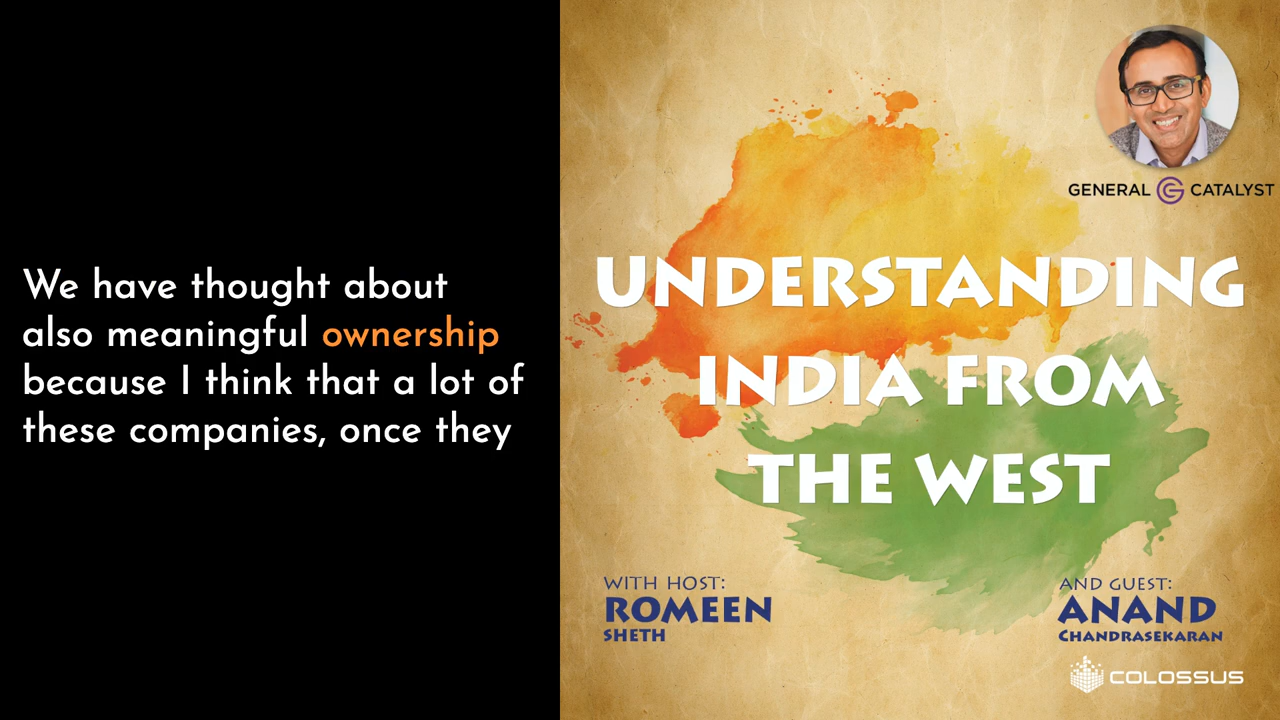 We have thought about
also meaningful ownership
because I think that a lot of
these companies, once they
GENERAL CATALYST
UNDERSTANDING
INDIA FROM
THE WEST
WITH HOST:
ROMEEN
SHETH
AND GUEST:
ANAND
CHANDRASEKARAN
COLOSSUS